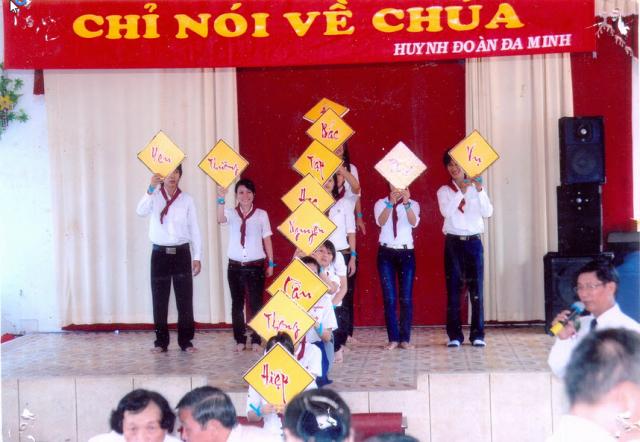 CHỈ NÓI VỀ CHÚA
HUYNH ĐOÀN ĐA MINH
Bác
Yêu
Thương
Tập
Vụ
Học
Nguyện
Cầu
Thông
Hiệp